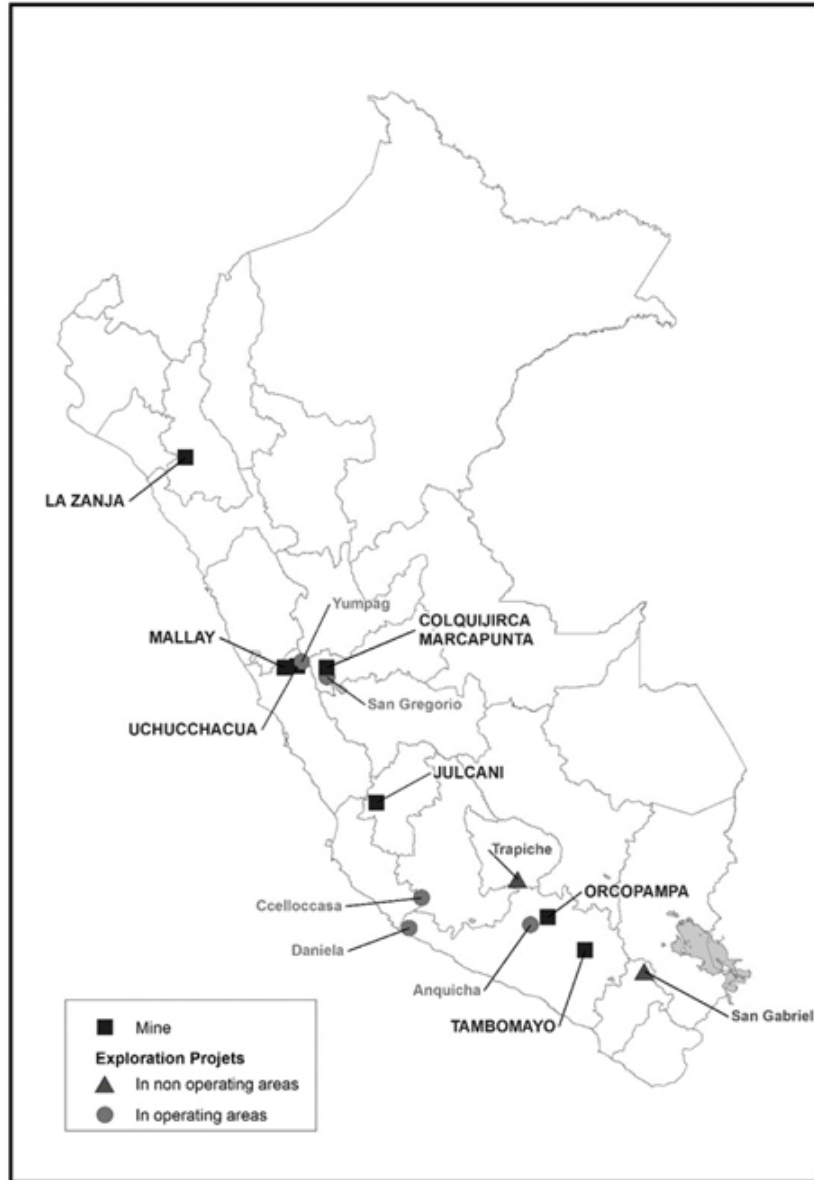 LA ZANJA
Yumpag
MALLAY
COLQUIJIRCA
MARCAPUNTA
San Gregorio
UCHUCCHACUA
JULCANI
Trapiche
Ccelloccasa
ORCOPAMPA
Daniela
Anquicha
TAMBOMAYO
San Gabriel
Mine
Exploration Projets
In non operating areas
In operating areas